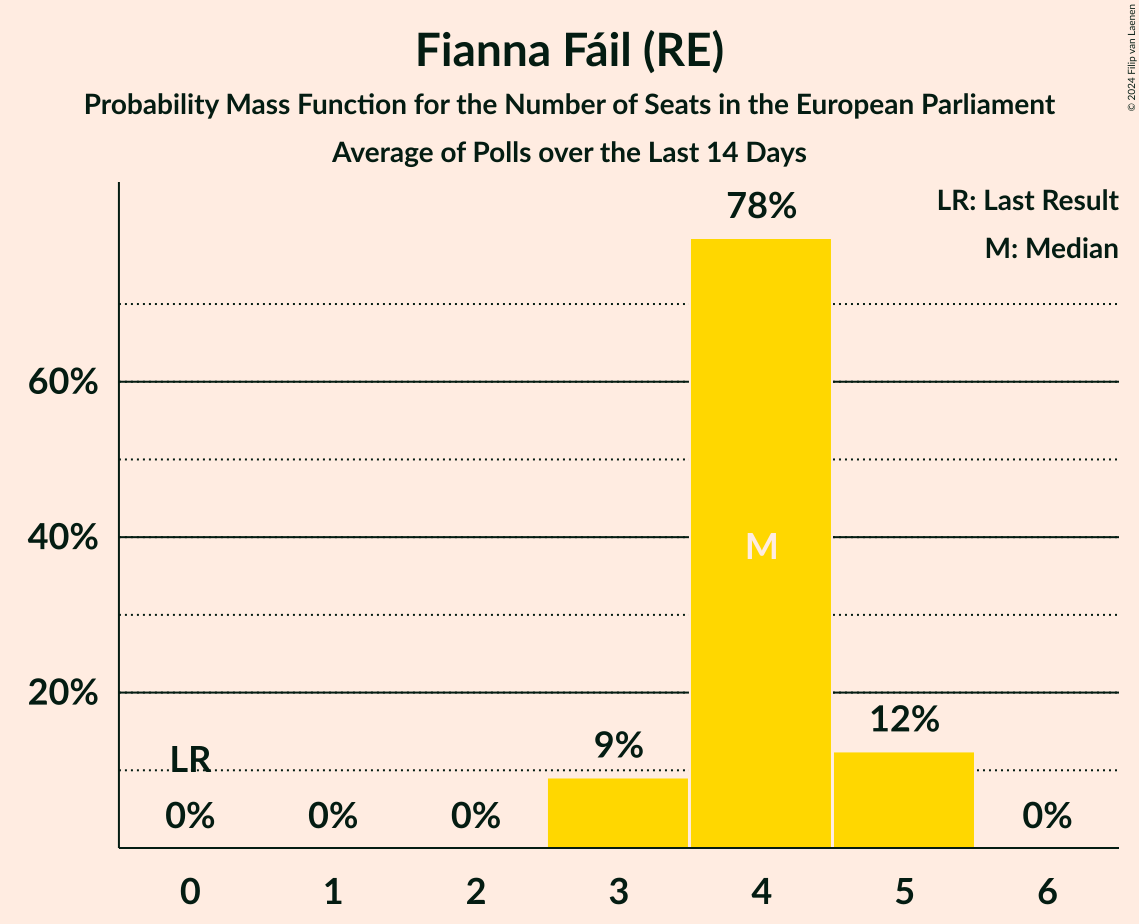 Fianna Fáil (RE)
Probability Mass Function for the Number of Seats in the European Parliament
Average of Polls over the Last 14 Days
© 2024 Filip van Laenen
LR: Last Result
M: Median
78%
60%
40%
M
20%
12%
9%
LR
0% 0% 0% 0%
0 1 2 3 4 5 6